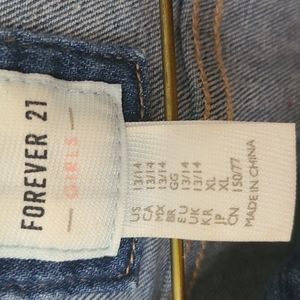 FOREVER 21
GIRLS
US 13/14
CA 13/14
MX 13/14
BR GG
EU 13/14
UK 13/14
KR XL
JP XL
CN 150/77
MADE IN CHINA